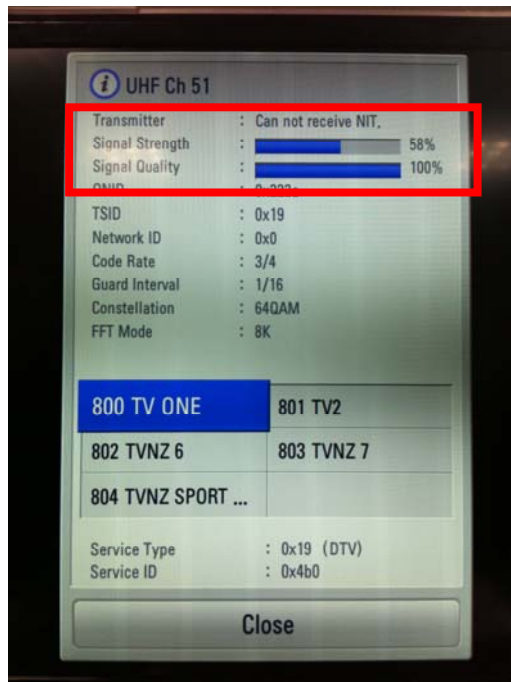 i UHF Ch 51
Transmitter : Can not receive NIT.
Signal Strength : 58%
Signal Quality : 100%
ONID :
TSID : 0x19
Network ID : 0x0
Code Rate : 3/4
Guard Interval : 1/16
Constellation : 64QAM
FFT Mode : 8K
800 TV ONE 801 TV2
802 TVNZ 6 803 TVNZ 7
804 TVNZ SPORT ...
Service Type : 0x19 (DTV)
Service ID : 0x4b0
Close